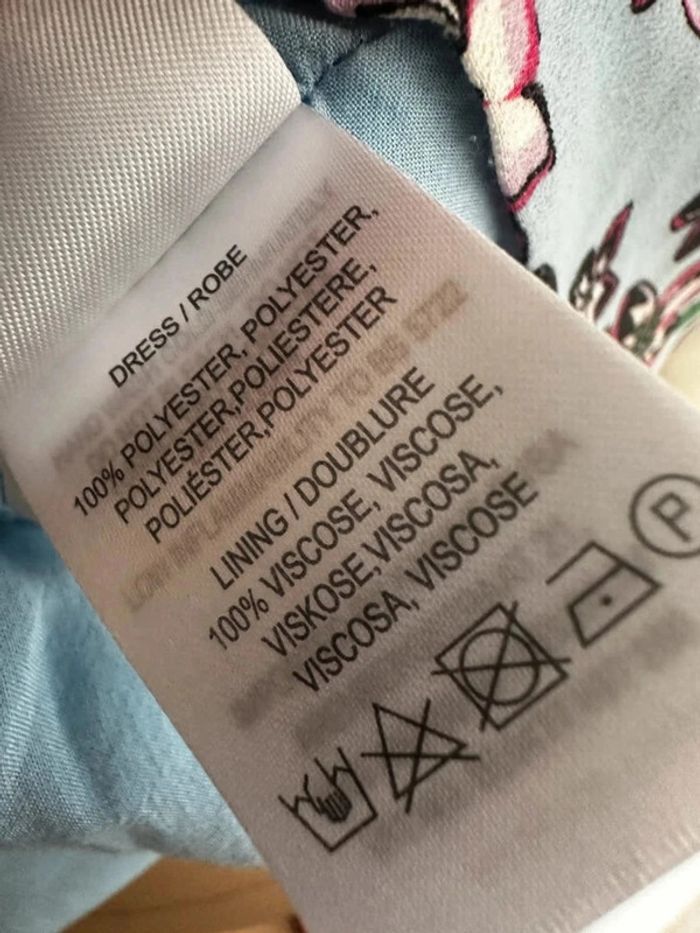 DRESS / ROBE
100% POLYESTER, POLYESTER,
POLYESTER,POLIESTERE,
POLIÉSTER,POLYESTER
LINING / DOUBLURE
100% VISCOSE, VISCOSE,
VISKOSE,VISCOSA,
VISCOSA, VISCOSE
P